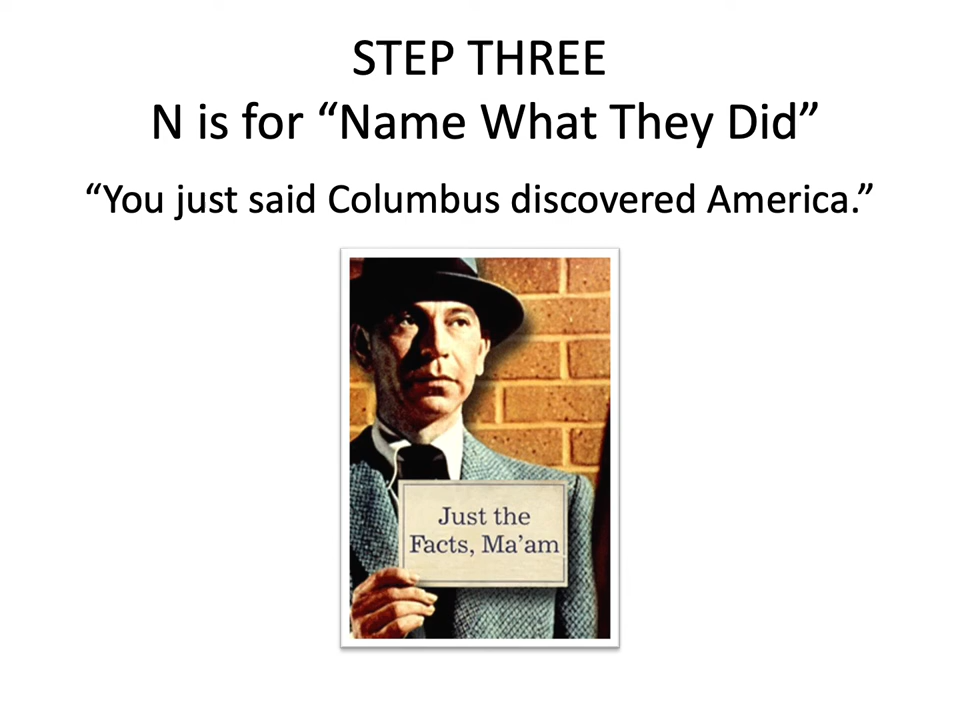 STEP THREE
N is for “Name What They Did”
“You just said Columbus discovered America.”
Just the
Facts, Ma’am